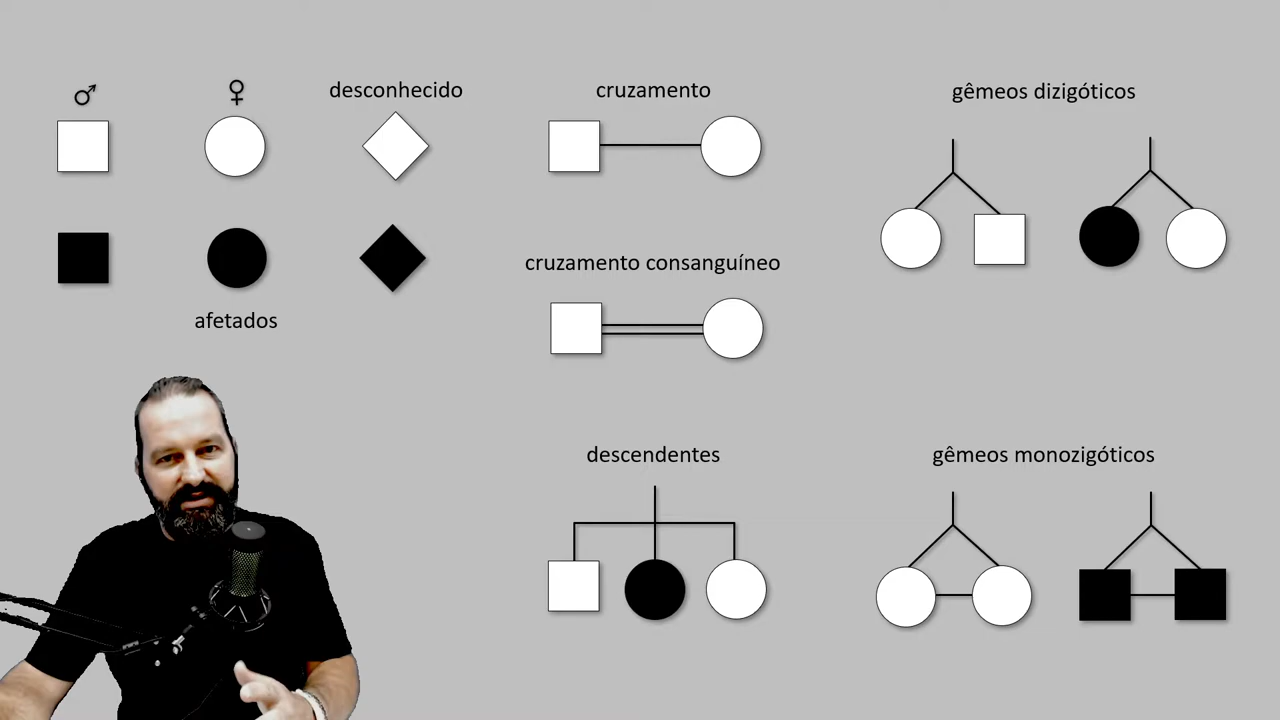 ♂ ♀ desconhecido
afetados
cruzamento
cruzamento consanguíneo
descendentes
gêmeos dizigóticos
gêmeos monozigóticos